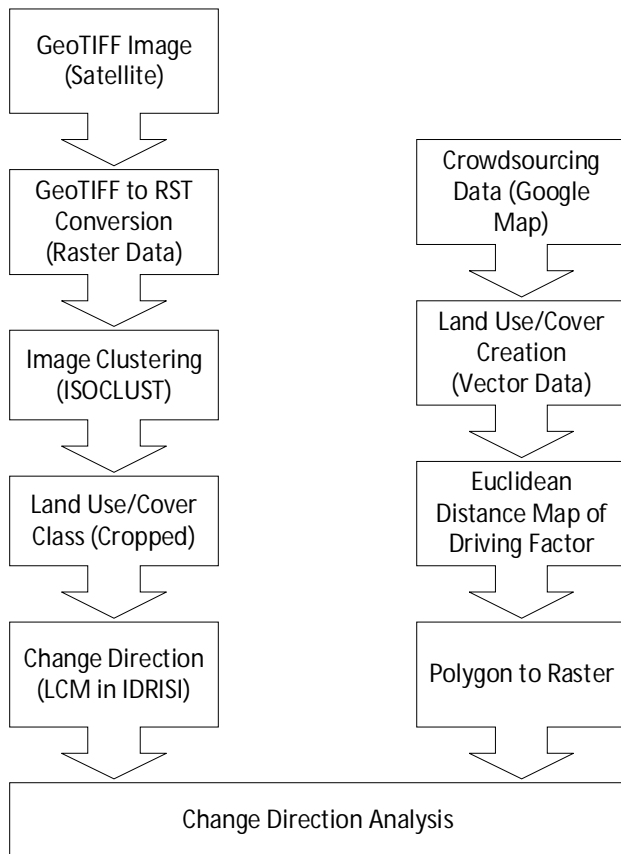 GeoTIFF Image
(Satellite)
GeoTIFF to RST
Conversion
(Raster Data)
Image Clustering
(ISOCLUST)
Land Use/Cover
Class (Cropped)
Change Direction
(LCM in IDRISI)
Crowdsourcing
Data (Google
Map)
Land Use/Cover
Creation
(Vector Data)
Euclidean
Distance Map of
Driving Factor
Polygon to Raster
Change Direction Analysis